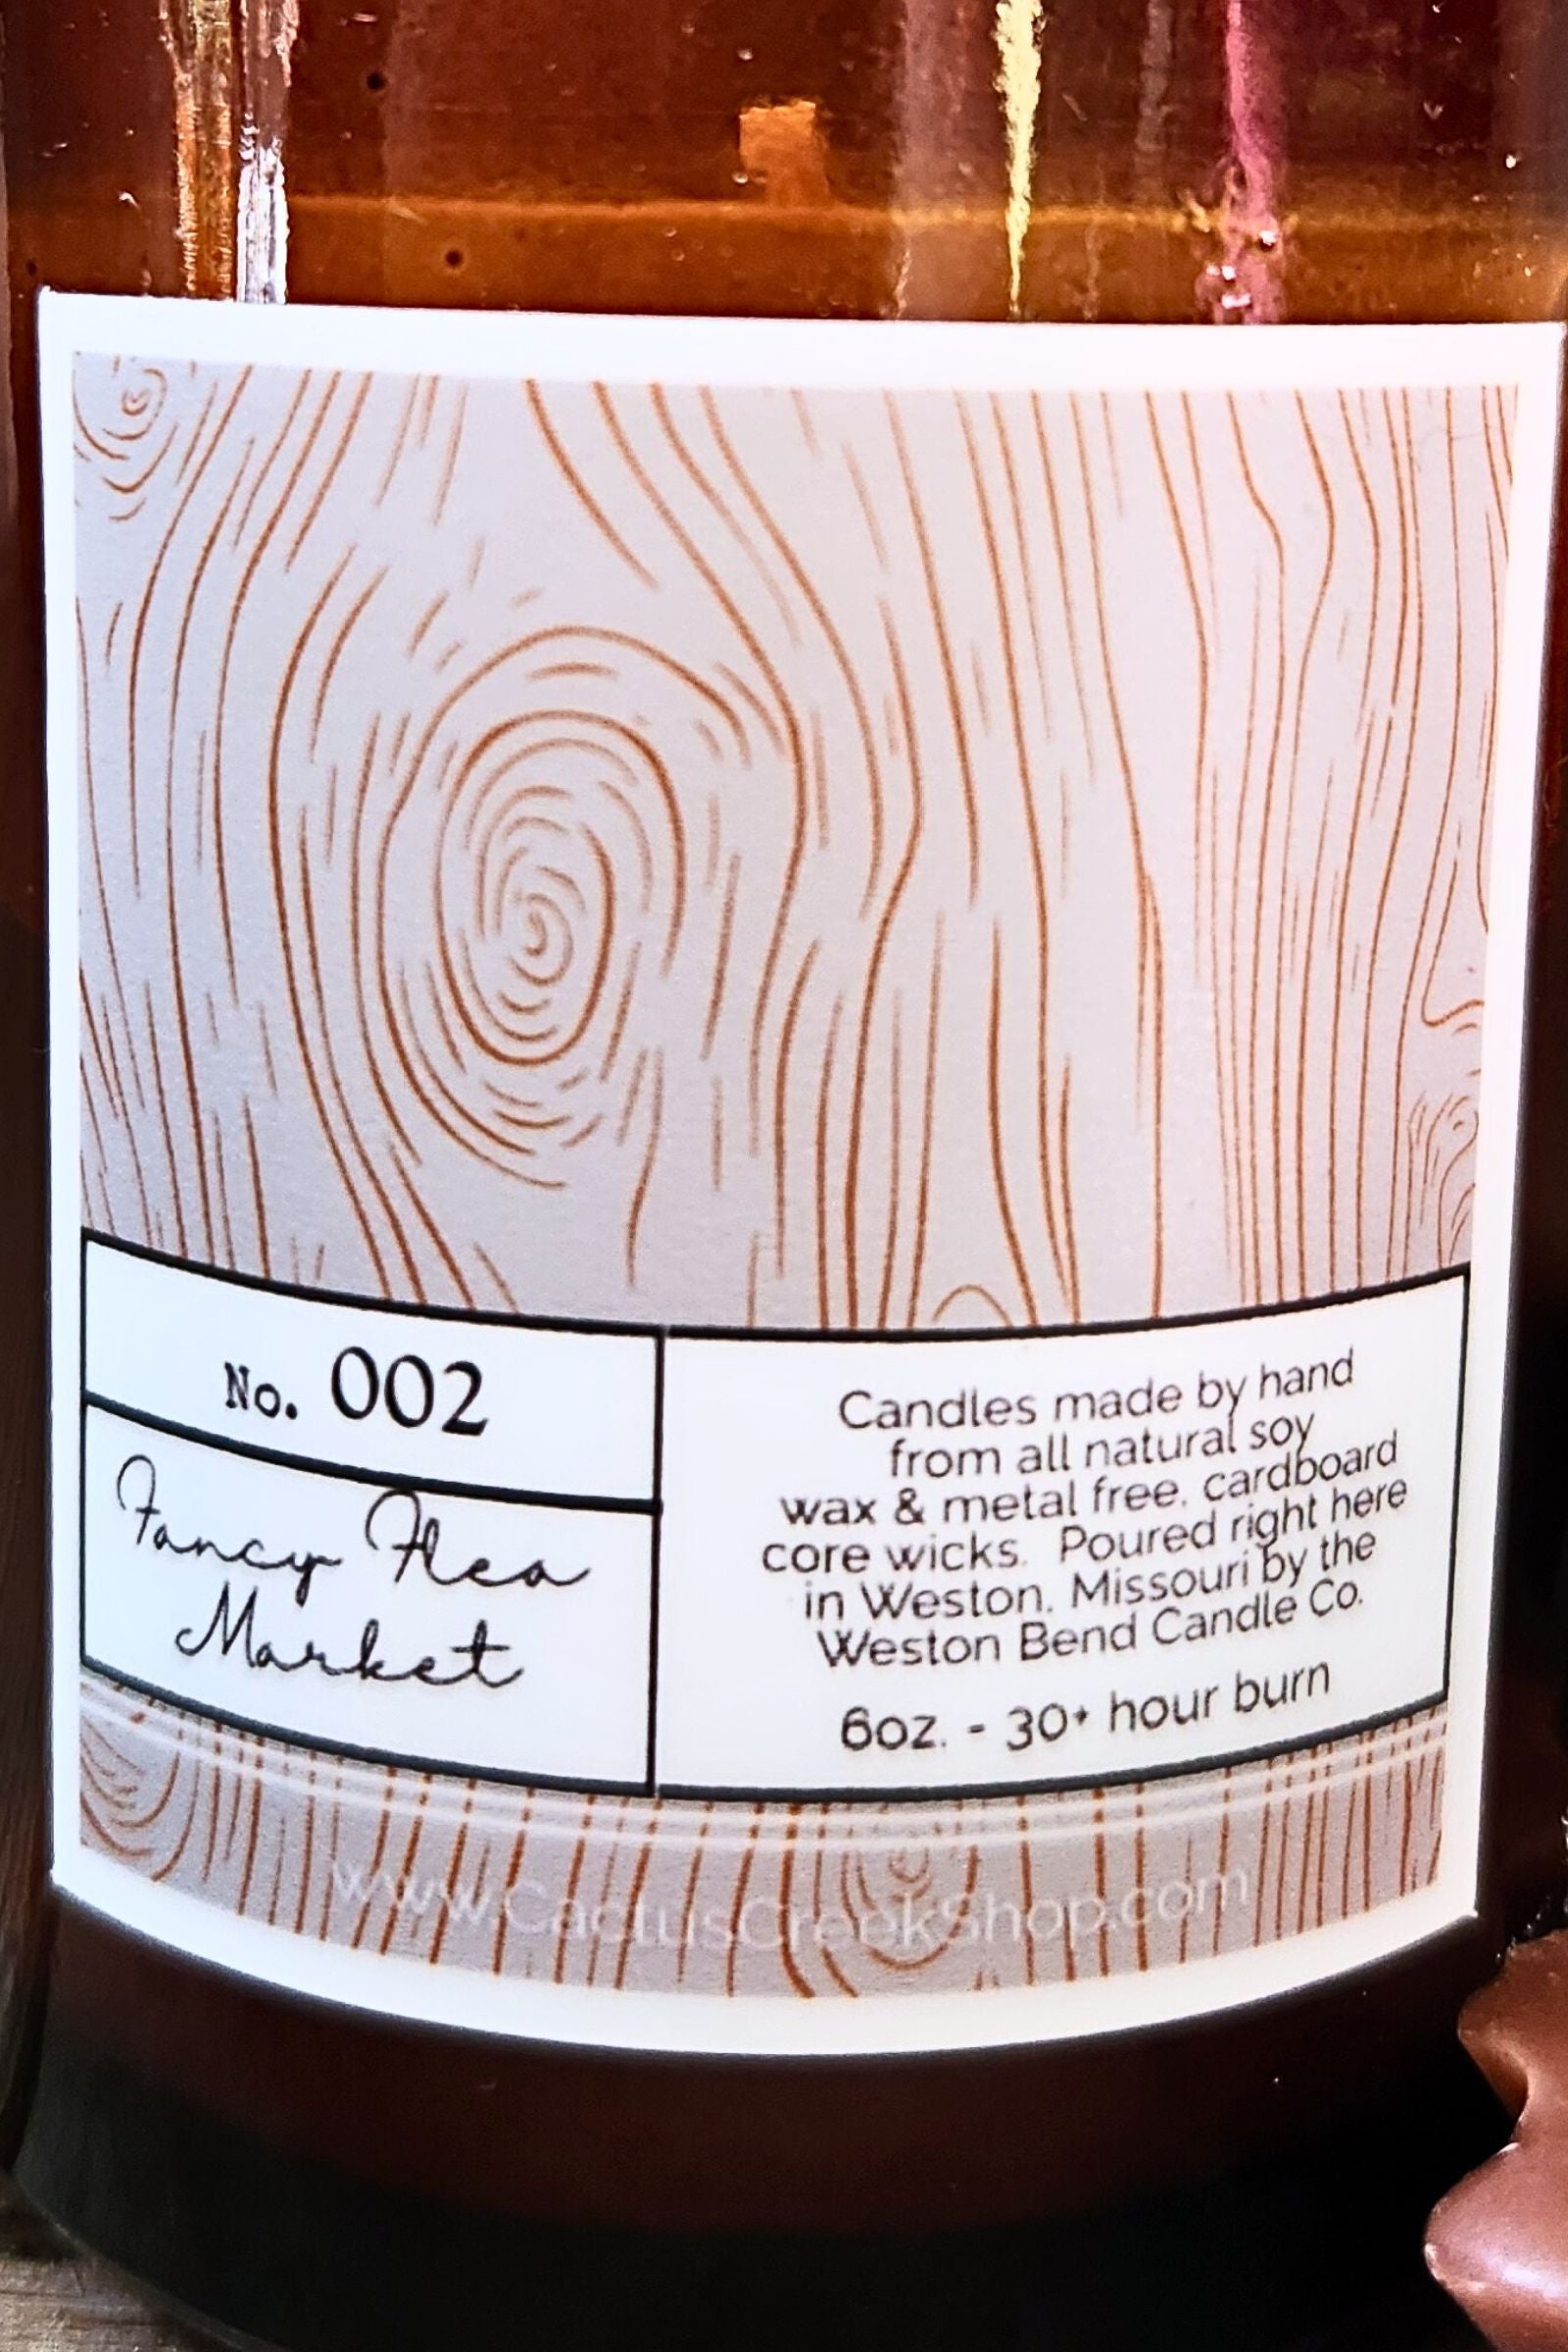 No. 002
Fancy Flea
Market
Candles made by hand
from all natural soy
wax & metal free, cardboard
core wicks. Poured right here
in Weston, Missouri by the
Weston Bend Candle Co.
6oz. - 30+ hour burn
www.CactusCreekShop.com